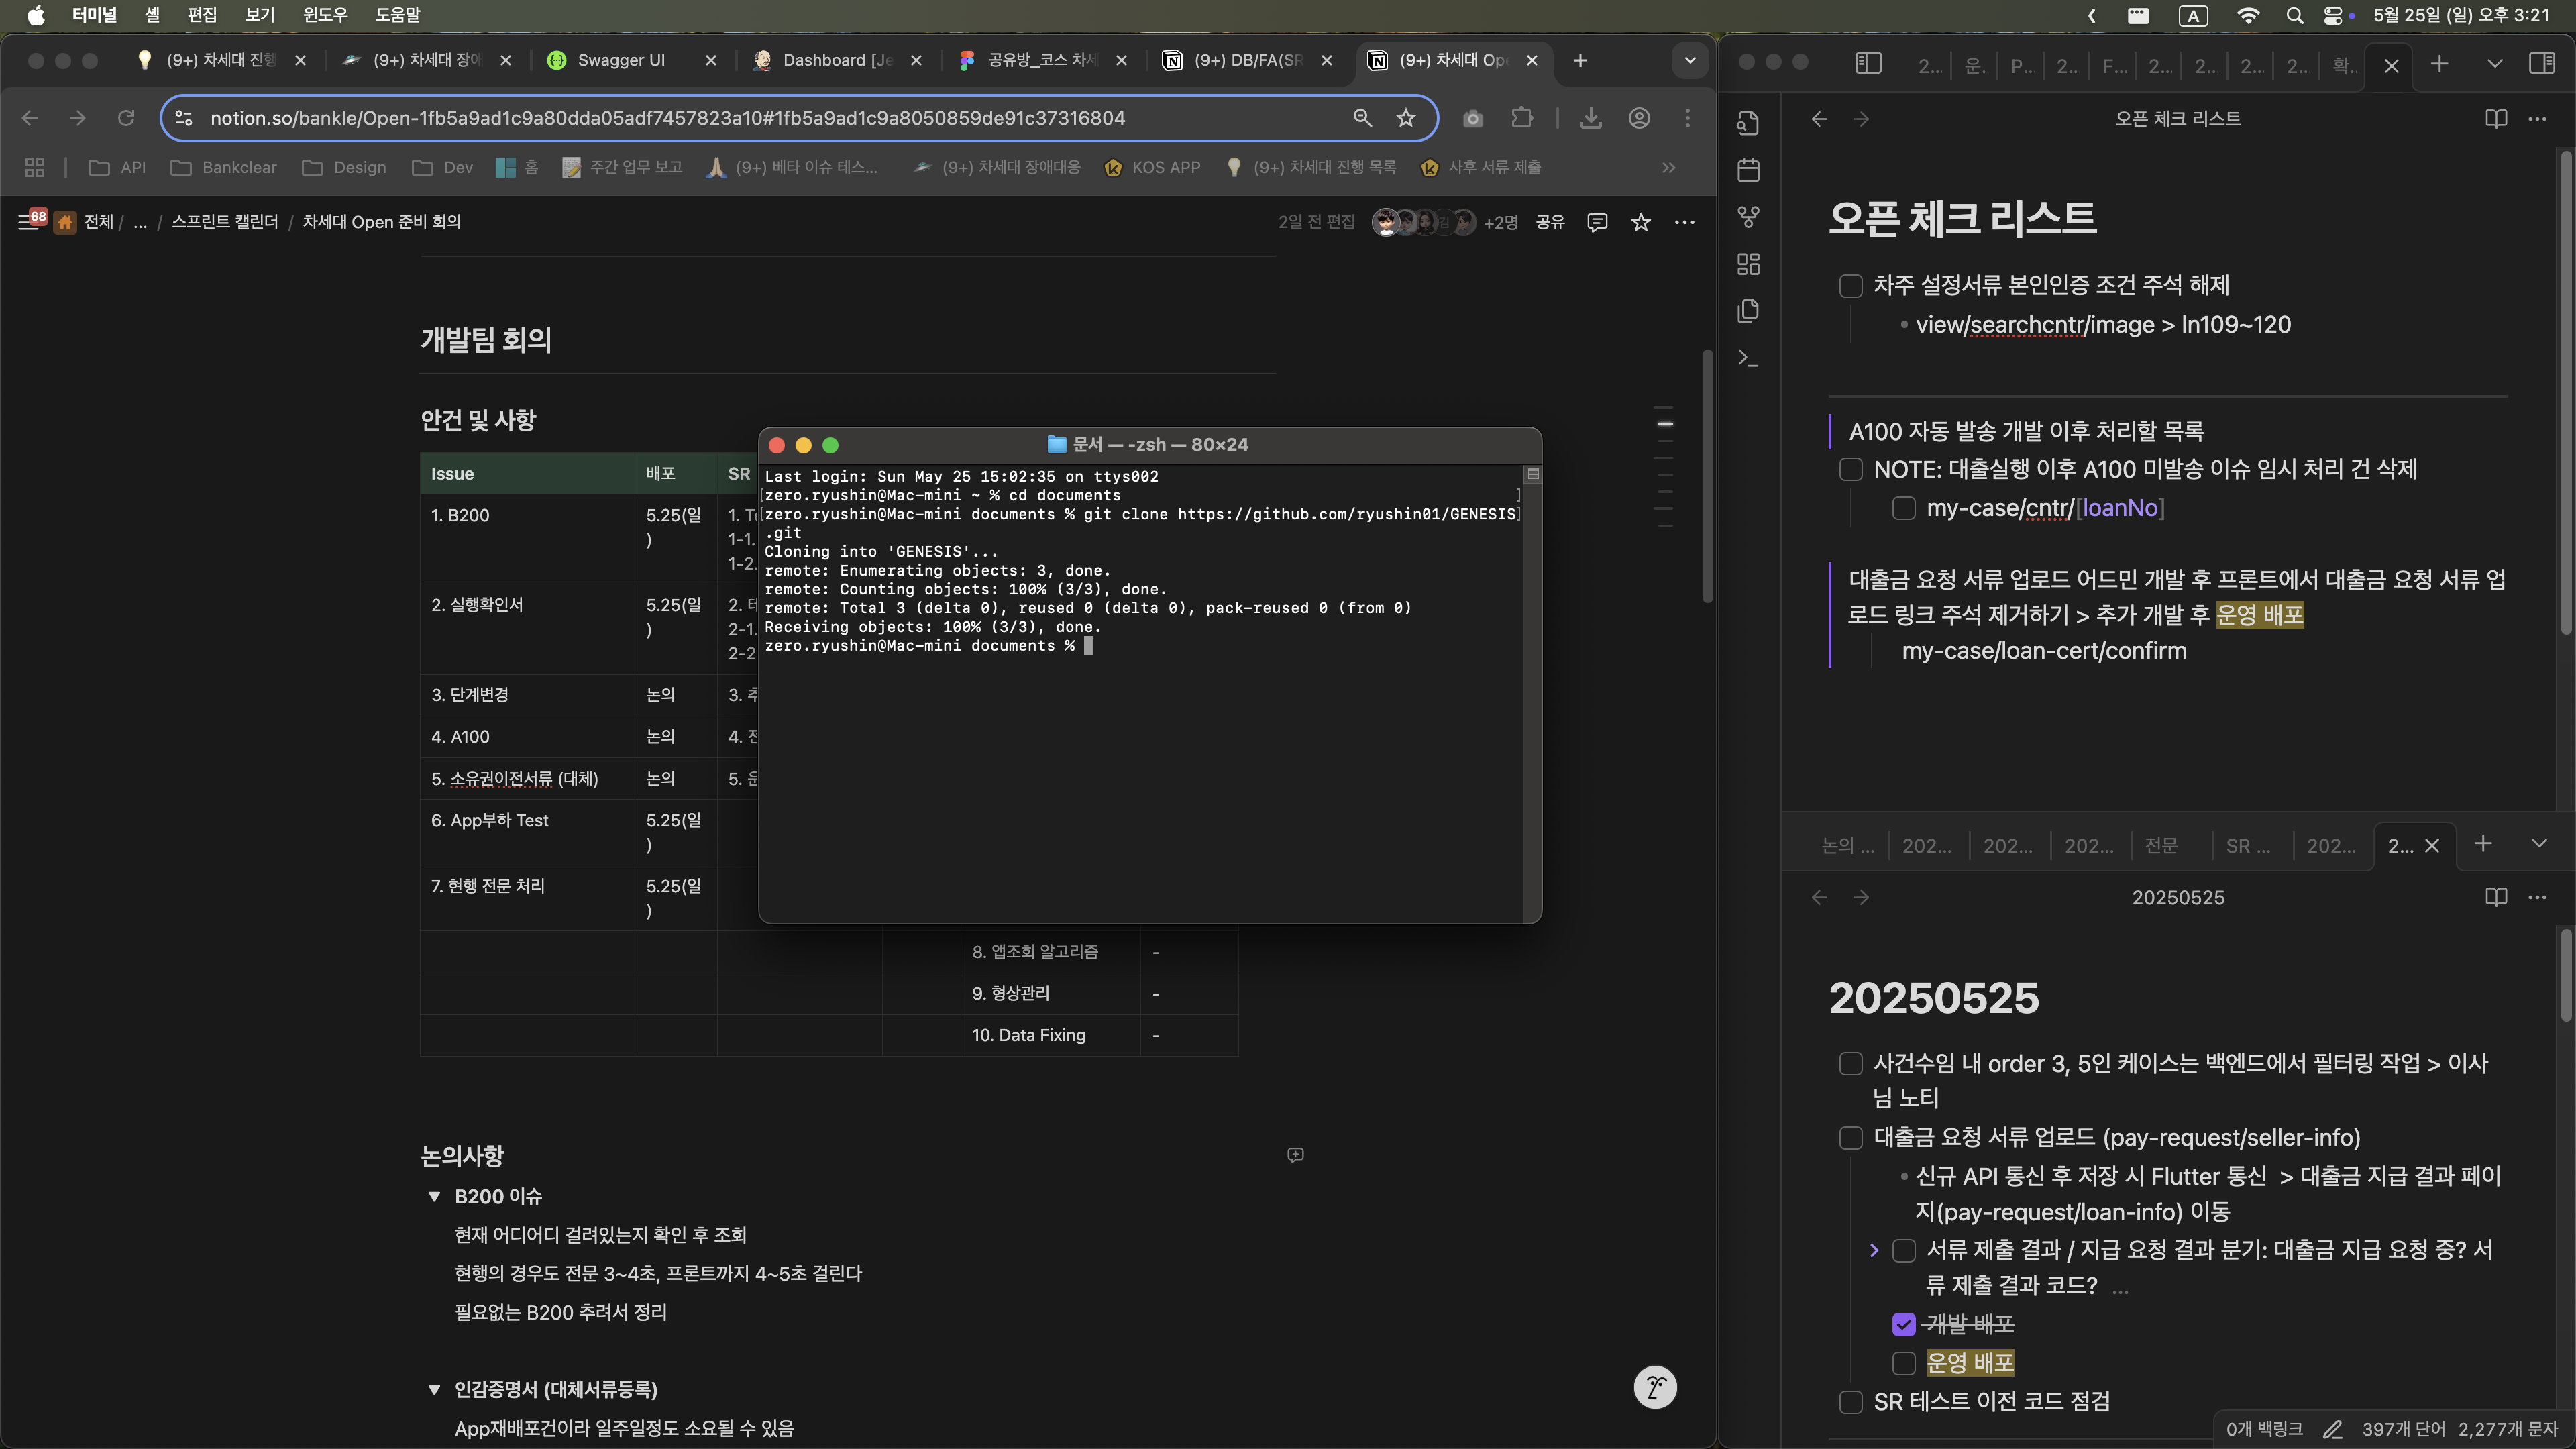 터미널 셸 편집 보기 윈도우 도움말
A 5월 25일 (일) 오후 3:21
(9+) 차세대 진행
(9+) 차세대 장애
Swagger UI
Dashboard [Je
공유방_코스 차세
(9+) DB/FA(SR
(9+) 차세대 Op
notion.so/bankle/Open-1fb5a9ad1c9a80dda05adf7457823a10#1fb5a9ad1c9a8050859de91c37316804
API Bankclear Design Dev 홈 주간 업무 보고 (9+) 베타 이슈 테스... (9+) 차세대 장애대응 KOS APP (9+) 차세대 진행 목록 사후 서류 제출
68 전체 / ... / 스프린트 캘린더 / 차세대 Open 준비 회의
2일 전 편집 김 +2명 공유
개발팀 회의
안건 및 사항
Issue 배포 SR
1. B200 5.25(일) 1. Te
1-1.
1-2.
2. 실행확인서 5.25(일) 2. 테
2-1.
2-2
3. 단계변경 논의 3. 추
4. A100 논의 4. 전
5. 소유권이전서류 (대체) 논의 5. 운
6. App부하 Test 5.25(일)
7. 현행 전문 처리 5.25(일)
8. 앱조회 알고리즘 -
9. 형상관리 -
10. Data Fixing -
논의사항
B200 이슈
현재 어디어디 걸려있는지 확인 후 조회
현행의 경우도 전문 3~4초, 프론트까지 4~5초 걸린다
필요없는 B200 추려서 정리
인감증명서 (대체서류등록)
App재배포건이라 일주일정도 소요될 수 있음
문서 — -zsh — 80×24
Last login: Sun May 25 15:02:35 on ttys002
[zero.ryushin@Mac-mini ~ % cd documents ]
[zero.ryushin@Mac-mini documents % git clone https://github.com/ryushin01/GENESIS]
.git
Cloning into 'GENESIS'...
remote: Enumerating objects: 3, done.
remote: Counting objects: 100% (3/3), done.
remote: Total 3 (delta 0), reused 0 (delta 0), pack-reused 0 (from 0)
Receiving objects: 100% (3/3), done.
zero.ryushin@Mac-mini documents %
2... 운. P... 2... F... 2... 2... 2... 2... 확.
오픈 체크 리스트
오픈 체크 리스트
차주 설정서류 본인인증 조건 주석 해제
view/searchcntr/image > ln109~120
A100 자동 발송 개발 이후 처리할 목록
NOTE: 대출실행 이후 A100 미발송 이슈 임시 처리 건 삭제
my-case/cntr/[loanNo]
대출금 요청 서류 업로드 어드민 개발 후 프론트에서 대출금 요청 서류 업
로드 링크 주석 제거하기 > 추가 개발 후 운영 배포
my-case/loan-cert/confirm
논의 ... 202... 202... 202... 전문 SR ... 202... 2...
20250525
20250525
사건수임 내 order 3, 5인 케이스는 백엔드에서 필터링 작업 > 이사
님 노티
대출금 요청 서류 업로드 (pay-request/seller-info)
신규 API 통신 후 저장 시 Flutter 통신 > 대출금 지급 결과 페이
지(pay-request/loan-info) 이동
서류 제출 결과 / 지급 요청 결과 분기: 대출금 지급 요청 중? 서
류 제출 결과 코드? ...
개발 배포
운영 배포
SR 테스트 이전 코드 점검
0개 백링크 397개 단어 2,277개 문자